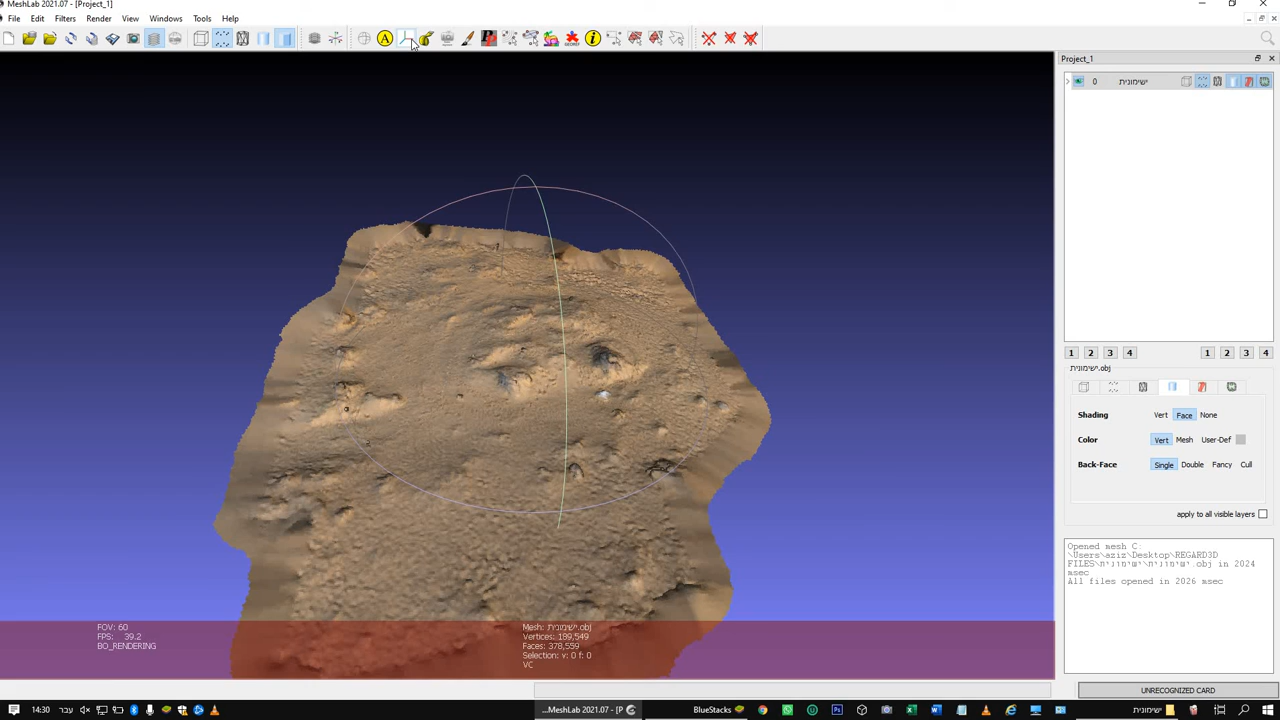 MeshLab 2021.07 - [Project_1]
File Edit Filters Render View Windows Tools Help
A
Project_1
0 ישימונית
1 2 3 4 1 2 3 4
ישימונית.obj
Shading Vert Face None
Color Vert Mesh User-Def
Back-Face Single Double Fancy Cull
apply to all visible layers
Opened mesh C:
\Users\aziz\Desktop\REGARD3D
FILES\ישימונית\ישימונית.obj in 2024
msec
All files opened in 2026 msec
FOV: 60
FPS: 39.2
BO_RENDERING
Mesh: ישימונית.obj
Vertices: 199,549
Faces: 378,559
Selection: v: 0 f: 0
VC
UNRECOGNIZED CARD
14:30 עבר ...MeshLab 2021.07 - [P BlueStacks ישימונית